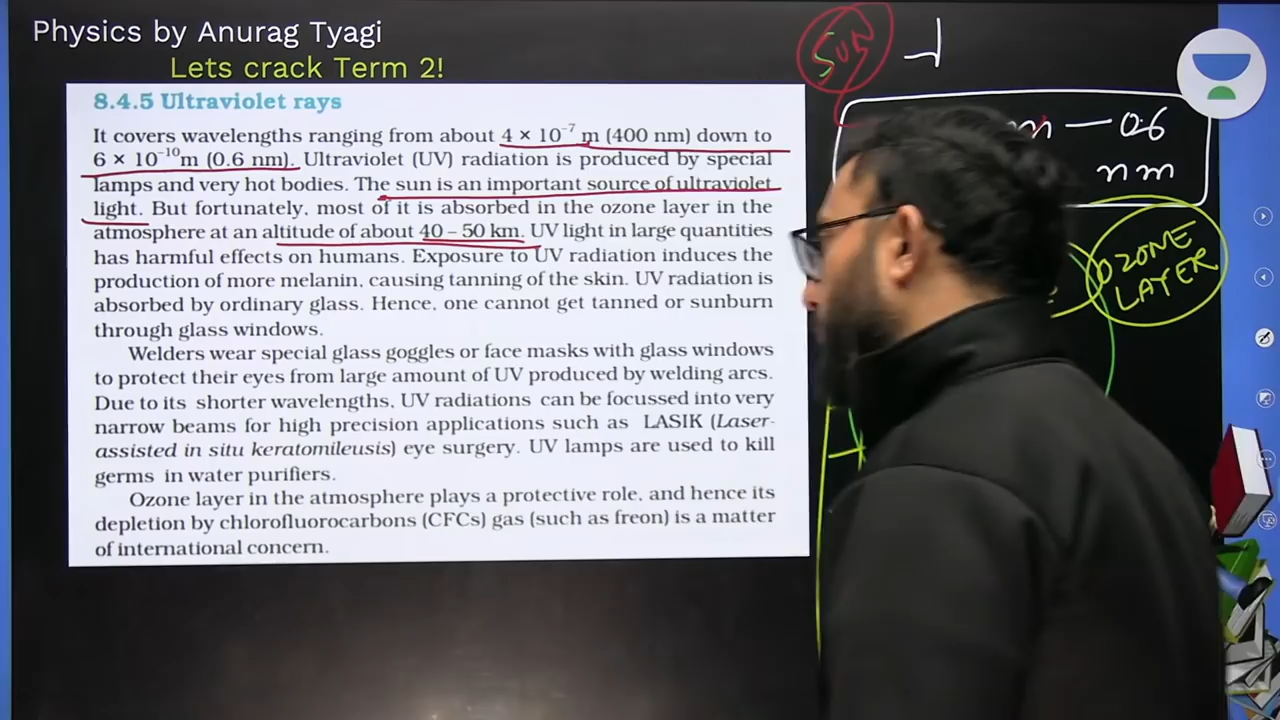 Physics by Anurag Tyagi
Lets crack Term 2!
8.4.5 Ultraviolet rays
It covers wavelengths ranging from about 4 × 10⁻⁷ m (400 nm) down to
6 × 10⁻¹⁰m (0.6 nm). Ultraviolet (UV) radiation is produced by special
lamps and very hot bodies. The sun is an important source of ultraviolet
light. But fortunately, most of it is absorbed in the ozone layer in the
atmosphere at an altitude of about 40 – 50 km. UV light in large quantities
has harmful effects on humans. Exposure to UV radiation induces the
production of more melanin, causing tanning of the skin. UV radiation is
absorbed by ordinary glass. Hence, one cannot get tanned or sunburn
through glass windows.
Welders wear special glass goggles or face masks with glass windows
to protect their eyes from large amount of UV produced by welding arcs.
Due to its shorter wavelengths, UV radiations can be focussed into very
narrow beams for high precision applications such as LASIK (Laser-
assisted in situ keratomileusis) eye surgery. UV lamps are used to kill
germs in water purifiers.
Ozone layer in the atmosphere plays a protective role, and hence its
depletion by chlorofluorocarbons (CFCs) gas (such as freon) is a matter
of international concern.
SUN
— 0.6
nm
OZONE
LAYER